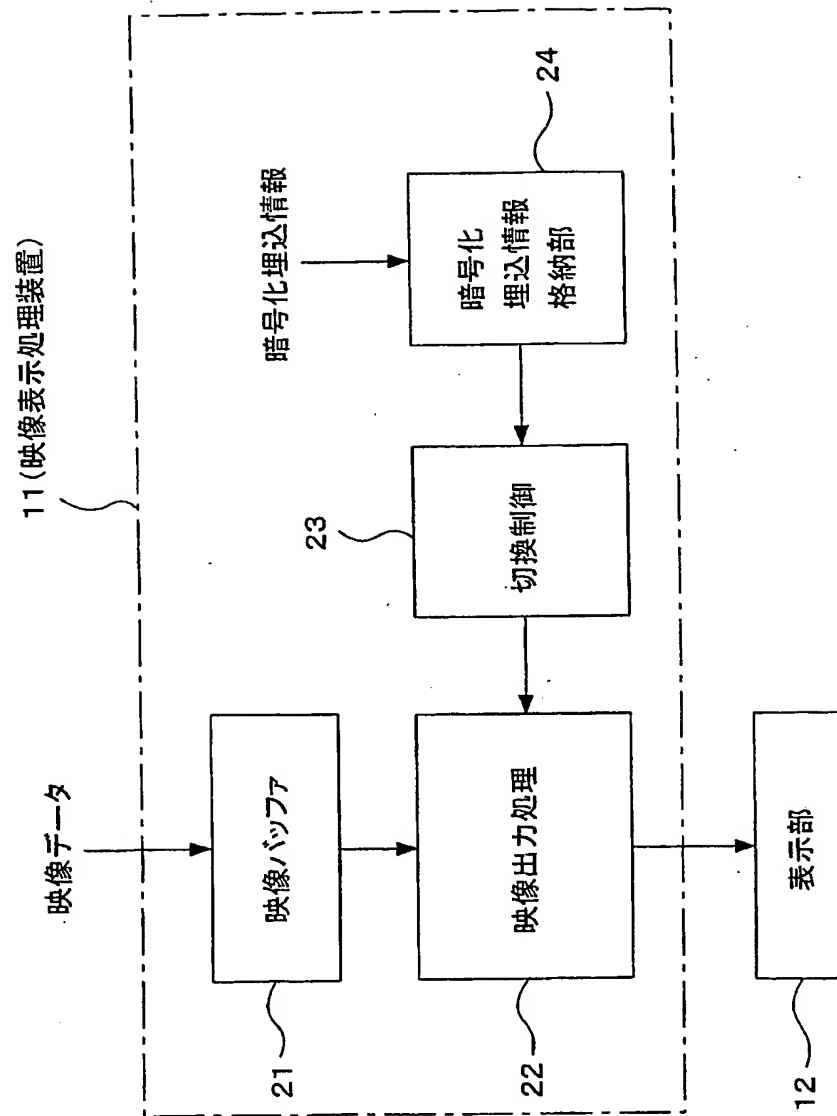 11(映像表示処理装置)
映像データ
暗号化埋込情報
映像バッファ
21
映像出力処理
22
切換制御
23
暗号化
埋込情報
格納部
24
表示部
12